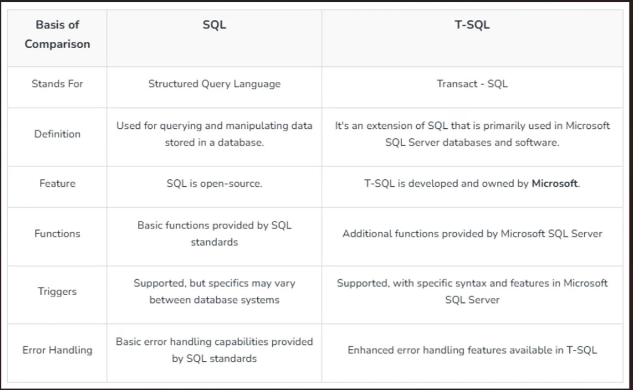 Basis of
Comparison
SQL
T-SQL
Stands For
Structured Query Language
Transact - SQL
Definition
Used for querying and manipulating data
stored in a database.
It's an extension of SQL that is primarily used in Microsoft
SQL Server databases and software.
Feature
SQL is open-source.
T-SQL is developed and owned by Microsoft.
Functions
Basic functions provided by SQL
standards
Additional functions provided by Microsoft SQL Server
Triggers
Supported, but specifics may vary
between database systems
Supported, with specific syntax and features in Microsoft
SQL Server
Error Handling
Basic error handling capabilities provided
by SQL standards
Enhanced error handling features available in T-SQL